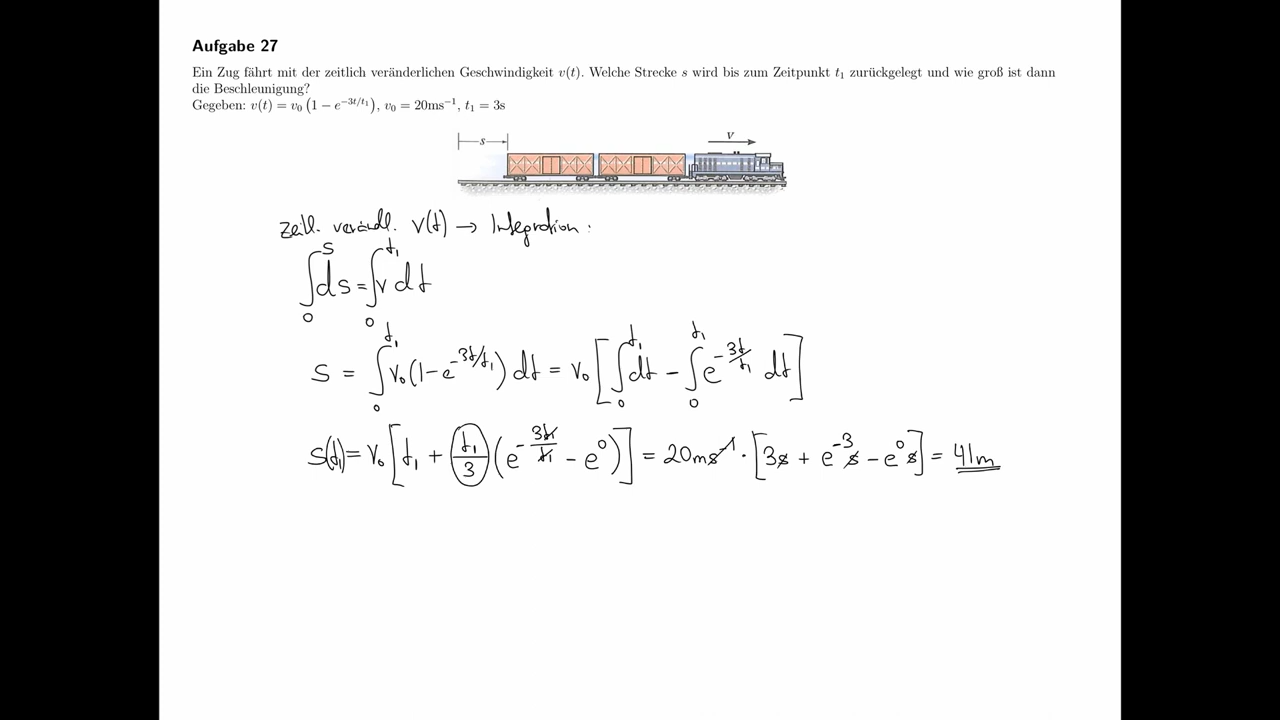 Aufgabe 27
Ein Zug fährt mit der zeitlich veränderlichen Geschwindigkeit v(t). Welche Strecke s wird bis zum Zeitpunkt t₁ zurückgelegt und wie groß ist dann
die Beschleunigung?
Gegeben: v(t) = v₀ (1 − e^{−3t/t₁}), v₀ = 20ms⁻¹, t₁ = 3s
s V
zeitl. verändl. v(t) → Integration:
∫₀^s ds = ∫₀^{t₁} v dt
s = ∫₀^{t₁} v₀(1−e^{−3t/t₁}) dt = v₀ [∫₀^{t₁} dt − ∫₀^{t₁} e^{−3t/t₁} dt]
s(t₁) = v₀ [t₁ + t₁/3 (e^{−3t₁/t₁} − e⁰)] = 20ms⁻¹ · [3s + e⁻³ s − e⁰ s] = 41m